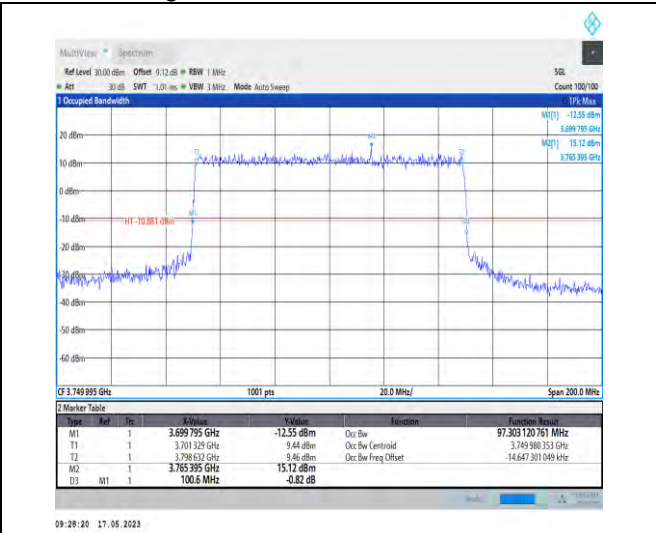 MultiView Spectrum
Ref Level 30.00 dBm Offset 9.12 dB RBW 1 MHz SGL
Att 30 dB SWT 1.01 ms VBW 3 MHz Mode Auto Sweep Count 100/100
1 Occupied Bandwidth 1Pk Max
M1[1] -12.55 dBm
3.699 795 GHz
M2[1] 15.12 dBm
3.765 395 GHz
20 dBm
10 dBm
0 dBm
-10 dBm
H1 -10.881 dBm
-20 dBm
-30 dBm
-40 dBm
-50 dBm
-60 dBm
M1
M2
T1
CF 3.749 995 GHz 1001 pts 20.0 MHz/ Span 200.0 MHz
2 Marker Table
Type Ref Trc X-Value Y-Value Function Function Result
M1 1 3.699 795 GHz -12.55 dBm Occ Bw 97.303 120 761 MHz
T1 1 3.701 329 GHz 9.44 dBm Occ Bw Centroid 3.749 980 353 GHz
T2 1 3.798 632 GHz 9.46 dBm Occ Bw Freq Offset -14.647 301 049 kHz
M2 1 3.765 395 GHz 15.12 dBm
D3 M1 1 100.6 MHz -0.82 dB
09:28:20 17.05.2023